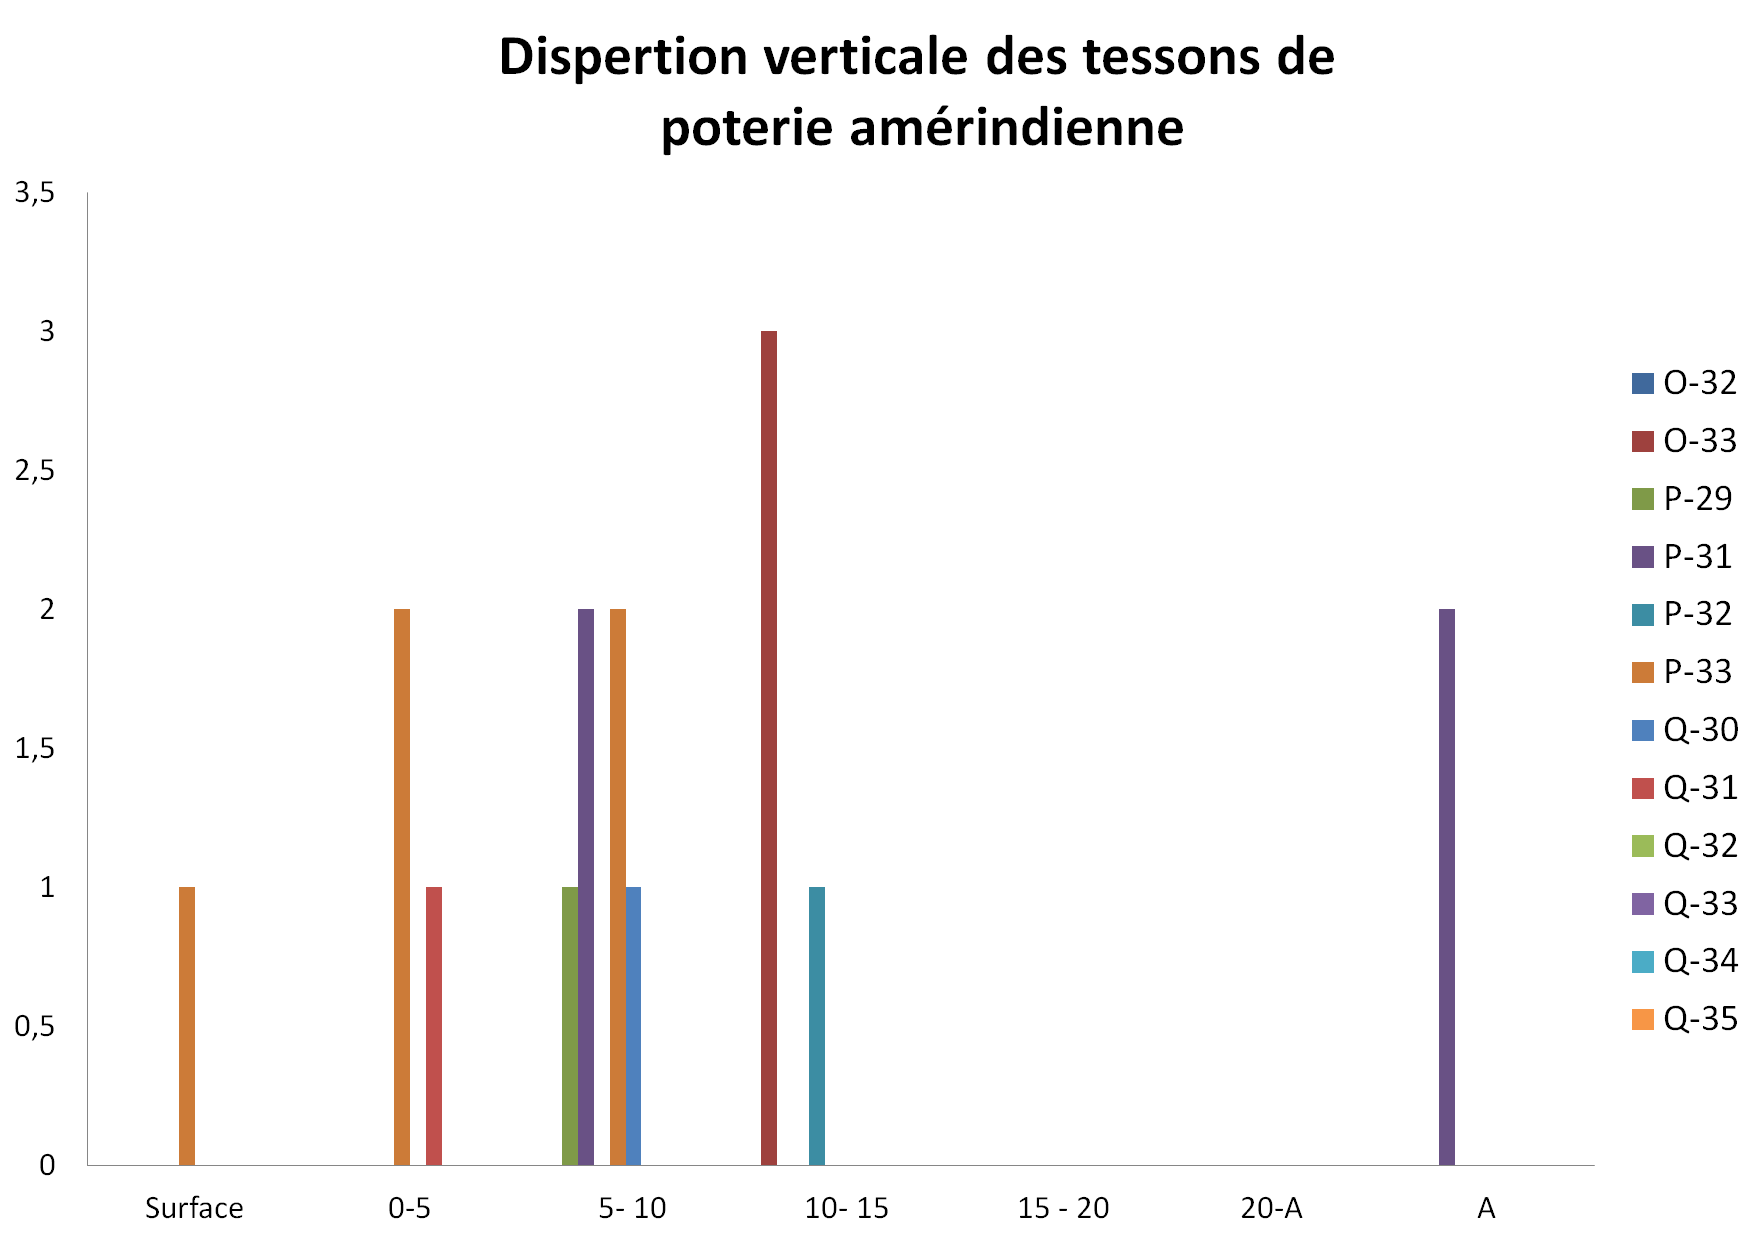 Dispertion verticale des tessons de
poterie amérindienne
3,5
3
2,5
2
1,5
1
0,5
0
Surface
0-5
5- 10
10- 15
15 - 20
20-A
A
O-32
O-33
P-29
P-31
P-32
P-33
Q-30
Q-31
Q-32
Q-33
Q-34
Q-35